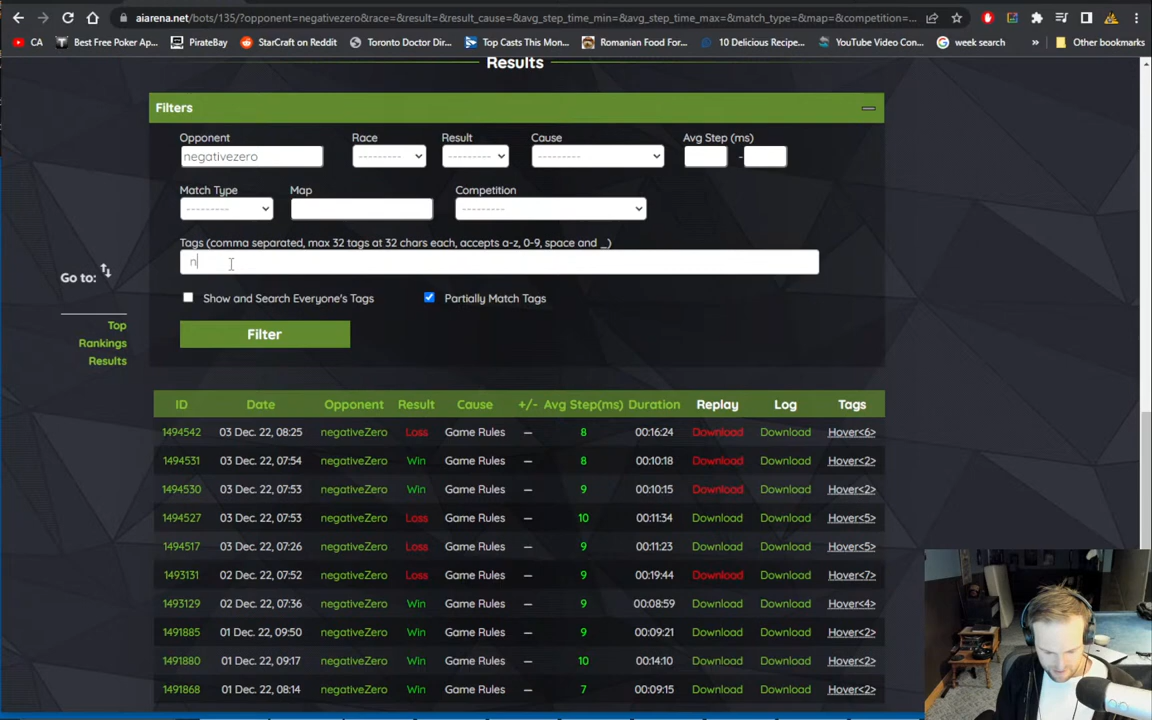 aiarena.net/bots/135/?opponent=negativezero&race=&result=&result_cause=&avg_step_time_min=&avg_step_time_max=&match_type=&map=&competition=...
CA Best Free Poker Ap... PirateBay StarCraft on Reddit Toronto Doctor Dir... Top Casts This Mon... Romanian Food For... 10 Delicious Recipe... YouTube Video Con... week search » Other bookmarks
Results
Filters
Opponent Race Result Cause Avg Step (ms)
negativezero --------- --------- --------- -
Match Type Map Competition
--------- ---------
Tags (comma separated, max 32 tags at 32 chars each, accepts a-z, 0-9, space and _)
n
Go to:
Show and Search Everyone's Tags Partially Match Tags
Top
Filter
Rankings
Results
ID Date Opponent Result Cause +/- Avg Step(ms) Duration Replay Log Tags
1494542 03 Dec. 22, 08:25 negativeZero Loss Game Rules — 8 00:16:24 Download Download Hover<6>
1494531 03 Dec. 22, 07:54 negativeZero Win Game Rules — 8 00:10:18 Download Download Hover<2>
1494530 03 Dec. 22, 07:53 negativeZero Win Game Rules — 9 00:10:15 Download Download Hover<2>
1494527 03 Dec. 22, 07:53 negativeZero Loss Game Rules — 10 00:11:34 Download Download Hover<5>
1494517 03 Dec. 22, 07:26 negativeZero Loss Game Rules — 9 00:11:23 Download Download Hover<5>
1493131 02 Dec. 22, 07:52 negativeZero Loss Game Rules — 9 00:19:44 Download Download Hover<7>
1493129 02 Dec. 22, 07:36 negativeZero Win Game Rules — 9 00:08:59 Download Download Hover<4>
1491885 01 Dec. 22, 09:50 negativeZero Win Game Rules — 9 00:09:21 Download Download Hover<2>
1491880 01 Dec. 22, 09:17 negativeZero Win Game Rules — 10 00:14:10 Download Download Hover<2>
1491868 01 Dec. 22, 08:14 negativeZero Win Game Rules — 7 00:09:15 Download Download Hover<2>